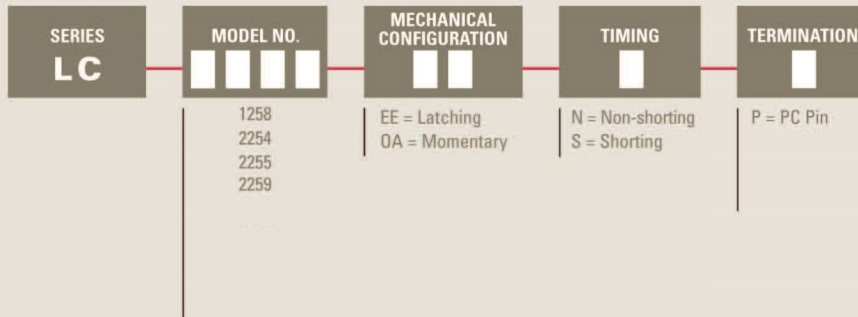 SERIES
LC
MODEL NO.
1258
2254
2255
2259
MECHANICAL
CONFIGURATION
EE = Latching
OA = Momentary
TIMING
N = Non-shorting
S = Shorting
TERMINATION
P = PC Pin